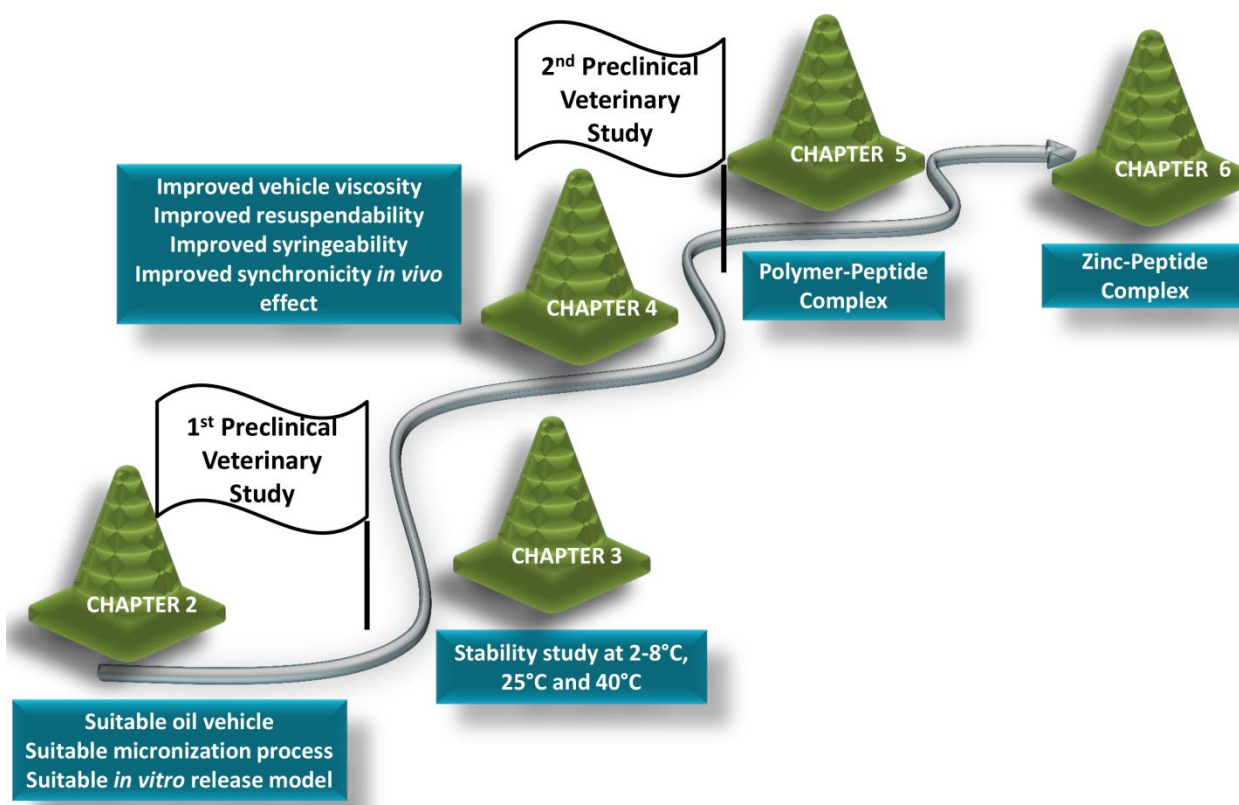 2nd Preclinical
Veterinary
Study
CHAPTER 5
CHAPTER 6
Improved vehicle viscosity
Improved resuspendability
Improved syringeability
Improved synchronicity in vivo
effect
CHAPTER 4
Polymer-Peptide
Complex
Zinc-Peptide
Complex
1st Preclinical
Veterinary
Study
CHAPTER 2
CHAPTER 3
Stability study at 2-8°C,
25°C and 40°C
Suitable oil vehicle
Suitable micronization process
Suitable in vitro release model